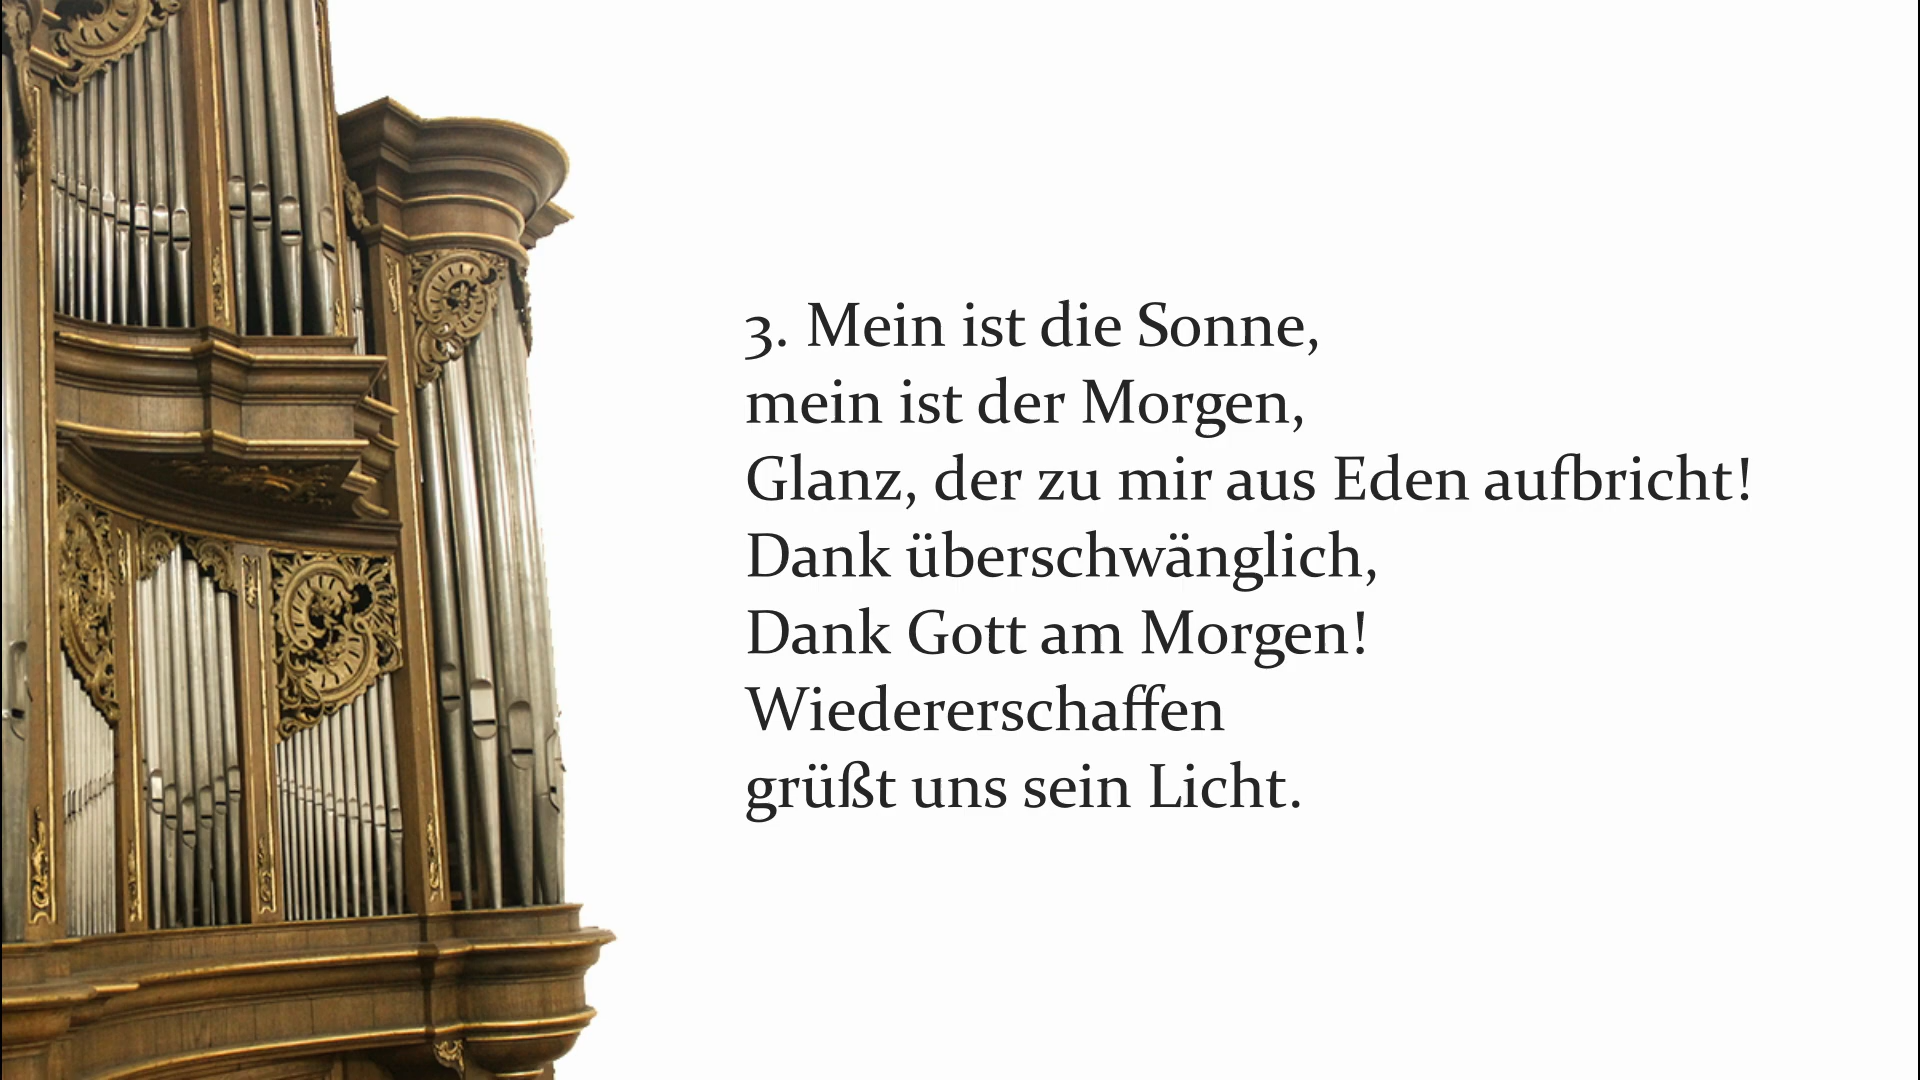 3. Mein ist die Sonne,
mein ist der Morgen,
Glanz, der zu mir aus Eden aufbricht!
Dank überschwänglich,
Dank Gott am Morgen!
Wiedererschaffen
grüßt uns sein Licht.